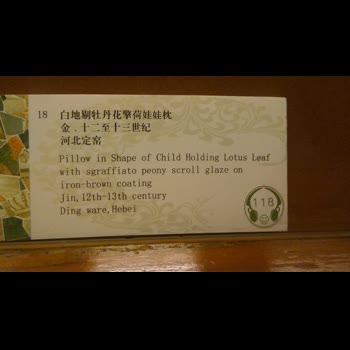 18 白地剔牡丹花擎荷娃娃枕
金．十二至十三世紀
河北定窯
Pillow in Shape of Child Holding Lotus Leaf
with sgraffiato peony scroll glaze on
iron-brown coating
Jin,12th-13th century
Ding ware,Hebei
118